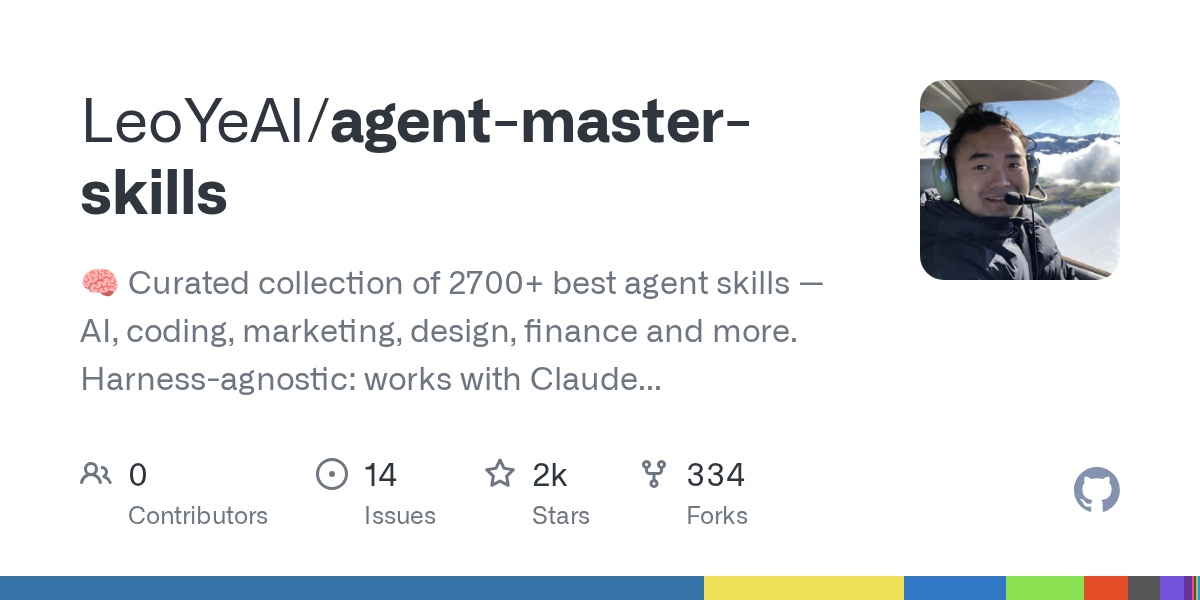 LeoYeAI/agent-master-
skills
🧠 Curated collection of 2700+ best agent skills —
AI, coding, marketing, design, finance and more.
Harness-agnostic: works with Claude...
0 14 2k 334
Contributors Issues Stars Forks